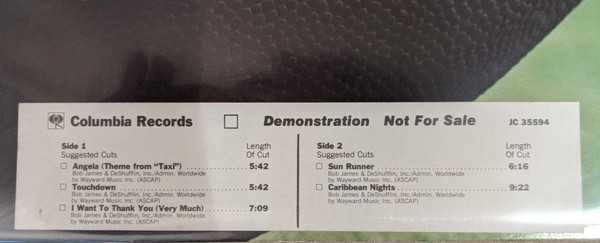 Columbia Records Demonstration Not For Sale JC 35594
Side 1 Length
Suggested Cuts Of Cut
Angela (Theme from "Taxi") 5:42
Bob James & DeShufflin, Inc./Admin. Worldwide
by Wayward Music Inc. (ASCAP)
Touchdown 5:42
Bob James & DeShufflin, Inc./Admin. Worldwide
by Wayward Music Inc. (ASCAP)
I Want To Thank You (Very Much) 7:09
Bob James & DeShufflin, Inc./Admin. Worldwide
by Wayward Music Inc. (ASCAP)
Side 2 Length
Suggested Cuts Of Cut
Sun Runner 6:16
Bob James & DeShufflin, Inc./Admin. Worldwide
by Wayward Music Inc. (ASCAP)
Caribbean Nights 9:22
Bob James & DeShufflin, Inc./Admin. Worldwide
by Wayward Music Inc. (ASCAP)